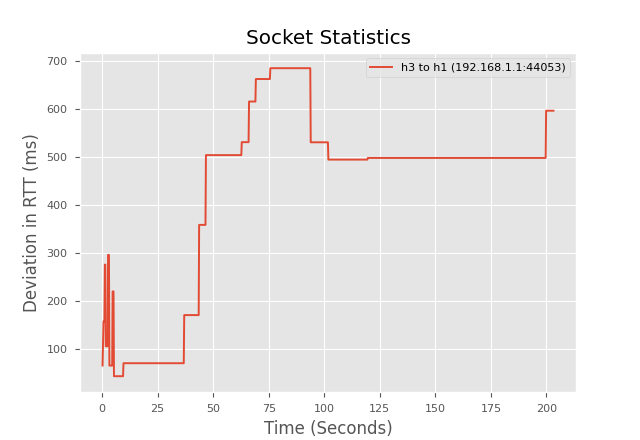 Socket Statistics
h3 to h1 (192.168.1.1:44053)
Deviation in RTT (ms)
700
600
500
400
300
200
100
0 25 50 75 100 125 150 175 200
Time (Seconds)